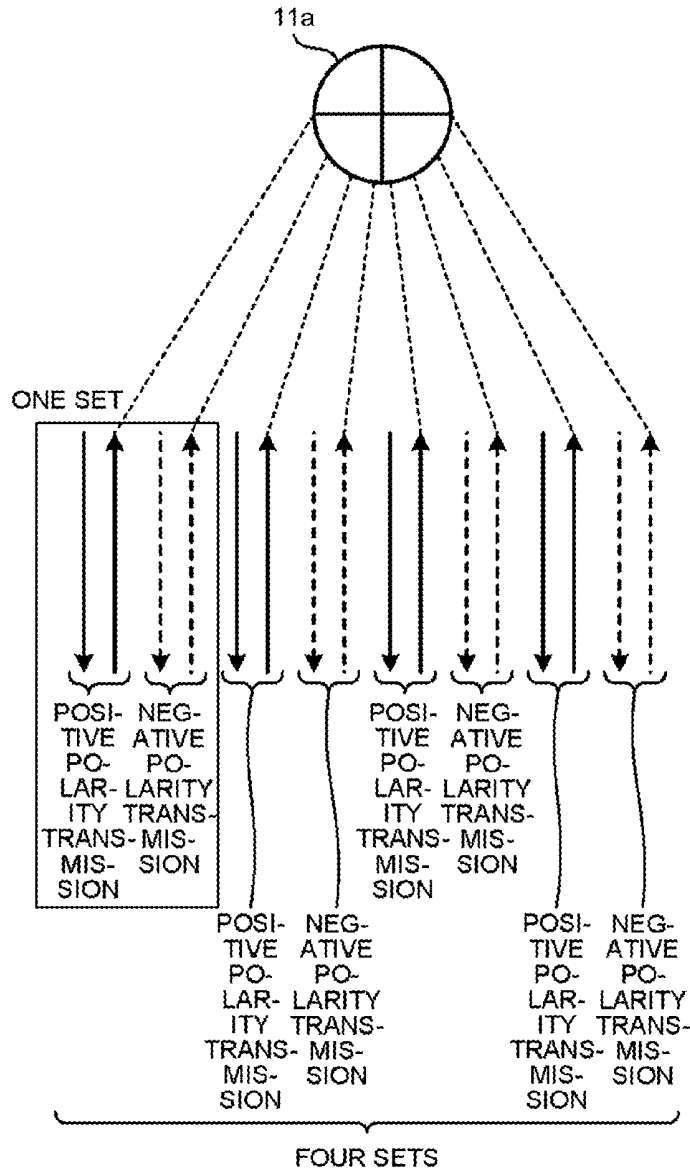 11a
ONE SET
POSI-
TIVE
PO-
LAR-
ITY
TRANS-
MIS-
SION
NEG-
ATIVE
PO-
LARITY
TRANS-
MIS-
SION
POSI-
TIVE
PO-
LAR-
ITY
TRANS-
MIS-
SION
NEG-
ATIVE
PO-
LARITY
TRANS-
MIS-
SION
POSI-
TIVE
PO-
LAR-
ITY
TRANS-
MIS-
SION
NEG-
ATIVE
PO-
LARITY
TRANS-
MIS-
SION
POSI-
TIVE
PO-
LAR-
ITY
TRANS-
MIS-
SION
NEG-
ATIVE
PO-
LARITY
TRANS-
MIS-
SION
FOUR SETS